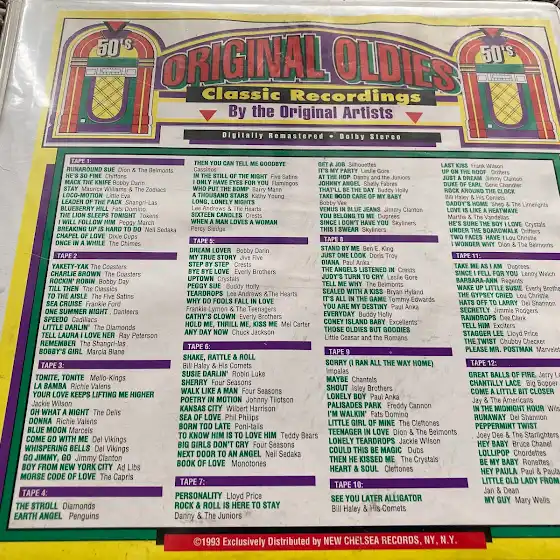 50's
ORIGINAL OLDIES
50's
Classic Recordings
By the Original Artists
Digitally Remastered • Dolby Stereo
TAPE 1:
RUNAROUND SUE Dion & The Belmonts
HE'S SO FINE Chiffons
MACK THE KNIFE Bobby Darin
STAY Maurice Williams & The Zodiacs
LOCO-MOTION Little Eva
LEADER OF THE PACK Shangri-Las
BLUEBERRY HILL Fats Domino
THE LION SLEEPS TONIGHT Tokens
I WILL FOLLOW HIM Peggy March
BREAKING UP IS HARD TO DO Neil Sedaka
CHAPEL OF LOVE Dixie Cups
ONCE IN A WHILE The Chimes
TAPE 2
YAKETY-YAK The Coasters
CHARLIE BROWN The Coasters
ROCKIN' ROBIN Bobby Day
TILL THEN The Classics
TO THE AISLE The Five Satins
SEA CRUISE Frankie Ford
ONE SUMMER NIGHT Danleers
SPEEDO Cadillacs
LITTLE DARLIN' The Diamonds
TELL LAURA I LOVE HER Ray Peterson
REMEMBER The Shangri-las
BOBBY'S GIRL Marcia Blane
TAPE 3:
TONITE, TONITE Mello-Kings
LA BAMBA Richie Valens
YOUR LOVE KEEPS LIFTING ME HIGHER
Jackie Wilson
OH WHAT A NIGHT The Dells
DONNA Richie Valens
BLUE MOON Marcels
COME GO WITH ME Del Vikings
WHISPERING BELLS Del Vikings
GO JIMMY, GO Jimmy Clanton
BOY FROM NEW YORK CITY Ad Libs
MORSE CODE OF LOVE The Capris
TAPE 4:
THE STROLL Diamonds
EARTH ANGEL Penguins
THEN YOU CAN TELL ME GOODBYE
Casinos
IN THE STILL OF THE NIGHT Five Satins
I ONLY HAVE EYES FOR YOU Flamingos
WHO PUT THE BOMP Barry Mann
A THOUSAND STARS Kathy Young
LONG, LONELY NIGHTS
Lee Andrews & The Hearts
SIXTEEN CANDLES Crests
WHEN A MAN LOVES A WOMAN
Percy Sledge
TAPE 5:
DREAM LOVER Bobby Darin
MY TRUE STORY Jive Five
STEP BY STEP Crests
BYE BYE LOVE Everly Brothers
UPTOWN Crystals
PEGGY SUE Buddy Holly
TEARDROPS Lee Andrews & The Hearts
WHY DO FOOLS FALL IN LOVE
Frankie Lymon & The Teenagers
CATHY'S CLOWN Everly Brothers
HOLD ME, THRILL ME, KISS ME Mel Carter
ANY DAY NOW Chuck Jackson
TAPE 6:
SHAKE, RATTLE & ROLL
Bill Haley & His Comets
SUSIE DARLIN' Robin Luke
SHERRY Four Seasons
WALK LIKE A MAN Four Seasons
POETRY IN MOTION Johnny Tillotson
KANSAS CITY Wilbert Harrison
SEA OF LOVE Phil Phillips
BORN TOO LATE Poni-tails
TO KNOW HIM IS TO LOVE HIM Teddy Bears
BIG GIRLS DON'T CRY Four Seasons
NEXT DOOR TO AN ANGEL Neil Sedaka
BOOK OF LOVE Monotones
TAPE 7:
PERSONALITY Lloyd Price
ROCK & ROLL IS HERE TO STAY
Danny & The Juniors
GET A JOB Silhouettes
IT'S MY PARTY Leslie Gore
AT THE HOP Danny and the Juniors
JOHNNY ANGEL Shelly Fabres
THAT'LL BE THE DAY Buddy Holly
TAKE GOOD CARE OF MY BABY
Bobby Vee
VENUS IN BLUE JEANS Jimmy Clanton
YOU BELONG TO ME Duprees
SINCE I DON'T HAVE YOU Skyliners
THIS I SWEAR Skyliners
TAPE 8
STAND BY ME Ben E. King
JUST ONE LOOK Doris Troy
DIANA Paul Anka
THE ANGELS LISTENED IN Crests
JUDY'S TURN TO CRY Leslie Gore
TELL ME WHY The Belmonts
SEALED WITH A KISS Bryan Hyland
IT'S ALL IN THE GAME Tommy Edwards
YOU ARE MY DESTINY Paul Anka
EVERYDAY Buddy Holly
CONEY ISLAND BABY Excellents
THOSE OLDIES BUT GOODIES
Little Ceasar and the Romans
TAPE 9
SORRY (I RAN ALL THE WAY HOME)
Impalas
MAYBE Chantels
SHOUT Isley Brothers
LONELY BOY Paul Anka
PALISADES PARK Freddy Cannon
I'M WALKIN' Fats Domino
LITTLE GIRL OF MINE The Cleftones
TEENAGER IN LOVE Dion & The Belmonts
LONELY TEARDROPS Jackie Wilson
COULD THIS BE MAGIC Dubs
THEN HE KISSED ME The Crystals
HEART & SOUL Cleftones
TAPE 10:
SEE YOU LATER ALLIGATOR
Bill Haley & His Comets
LAST KISS Frank Wilson
UP ON THE ROOF Drifters
JUST A DREAM Jimmy Clanton
DUKE OF EARL Gene Chandler
ROCK AROUND THE CLOCK
Bill Haley & His Comets
DADDY'S HOME Shep & The Limelights
LOVE IS LIKE A HEATWAVE
Martha & The Vandellas
HE'S SURE THE BOY I LOVE Crystals
UNDER THE BOARDWALK Drifters
TWO FACES HAVE I Lou Christie
I WONDER WHY Dion & The Belmonts
TAPE 11:
TAKE ME AS I AM Duprees
SINCE I FELL FOR YOU Lenny Welch
BARBARA-ANN Regents
WAKE UP LITTLE SUSIE Everly Brothers
THE GYPSEY CRIED Lou Christie
HATS OFF TO LARRY Del Shannon
SECRETLY Jimmie Rodgers
RAINDROPS Dee Clark
TELL HIM Exciters
STAGGER LEE Lloyd Price
THE TWIST Chubby Checker
PLEASE MR. POSTMAN
TAPE 12:
GREAT BALLS OF FIRE Jerry
CHANTILLY LACE Big Bopper
COME A LITTLE BIT CLOSER
Jay & The Americans
IN THE MIDNIGHT HOUR
RUNAWAY Del Shannon
PEPPERMINT TWIST
Joey Dee & The Starlighters
HEY BABY Bruce Chanel
LOLLIPOP Chordettes
BE MY BABY Ronettes
HEY PAULA Paul & Paula
LITTLE OLD LADY FROM
Jan & Dean
MY GUY Mary Wells
©1993 Exclusively Distributed by NEW CHELSEA RECORDS, NY, N.Y.